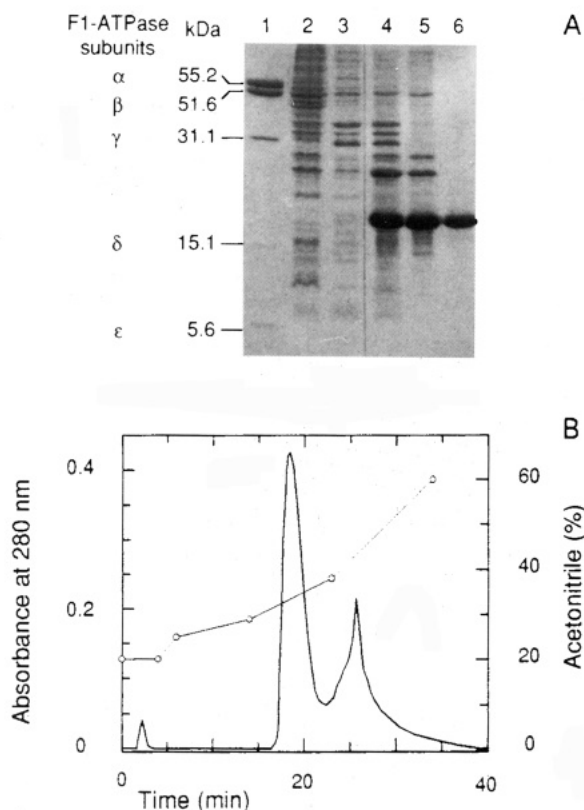 F1-ATPase subunits kDa 1 2 3 4 5 6 A
α 55.2
β 51.6
γ 31.1
δ 15.1
ε 5.6
B
Absorbance at 280 nm
0.4
0.2
0
Acetonitrile (%)
60
40
20
0
0 20 40
Time (min)